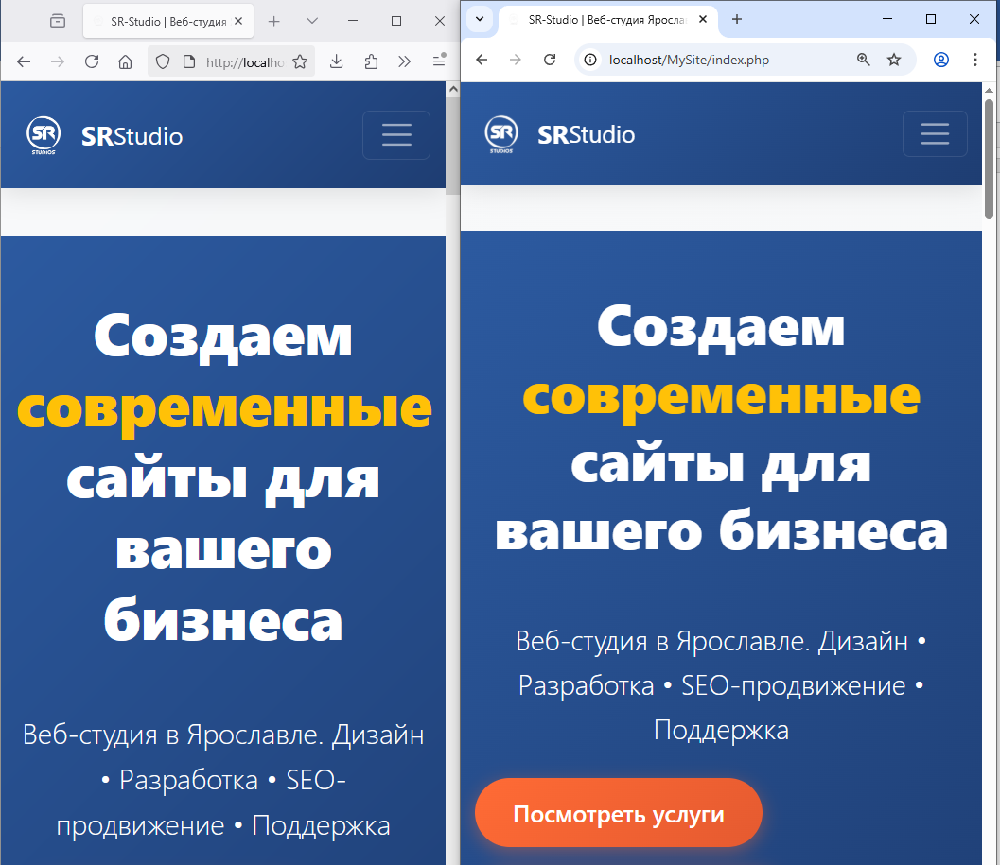 SR-Studio | Веб-студия
http://localho
SR
STUDIOS
SRStudio
Создаем
современные
сайты для
вашего
бизнеса
Веб-студия в Ярославле. Дизайн
• Разработка • SEO-
продвижение • Поддержка
SR-Studio | Веб-студия Яросла
localhost/MySite/index.php
SR
STUDIOS
SRStudio
Создаем
современные
сайты для
вашего бизнеса
Веб-студия в Ярославле. Дизайн •
Разработка • SEO-продвижение •
Поддержка
Посмотреть услуги